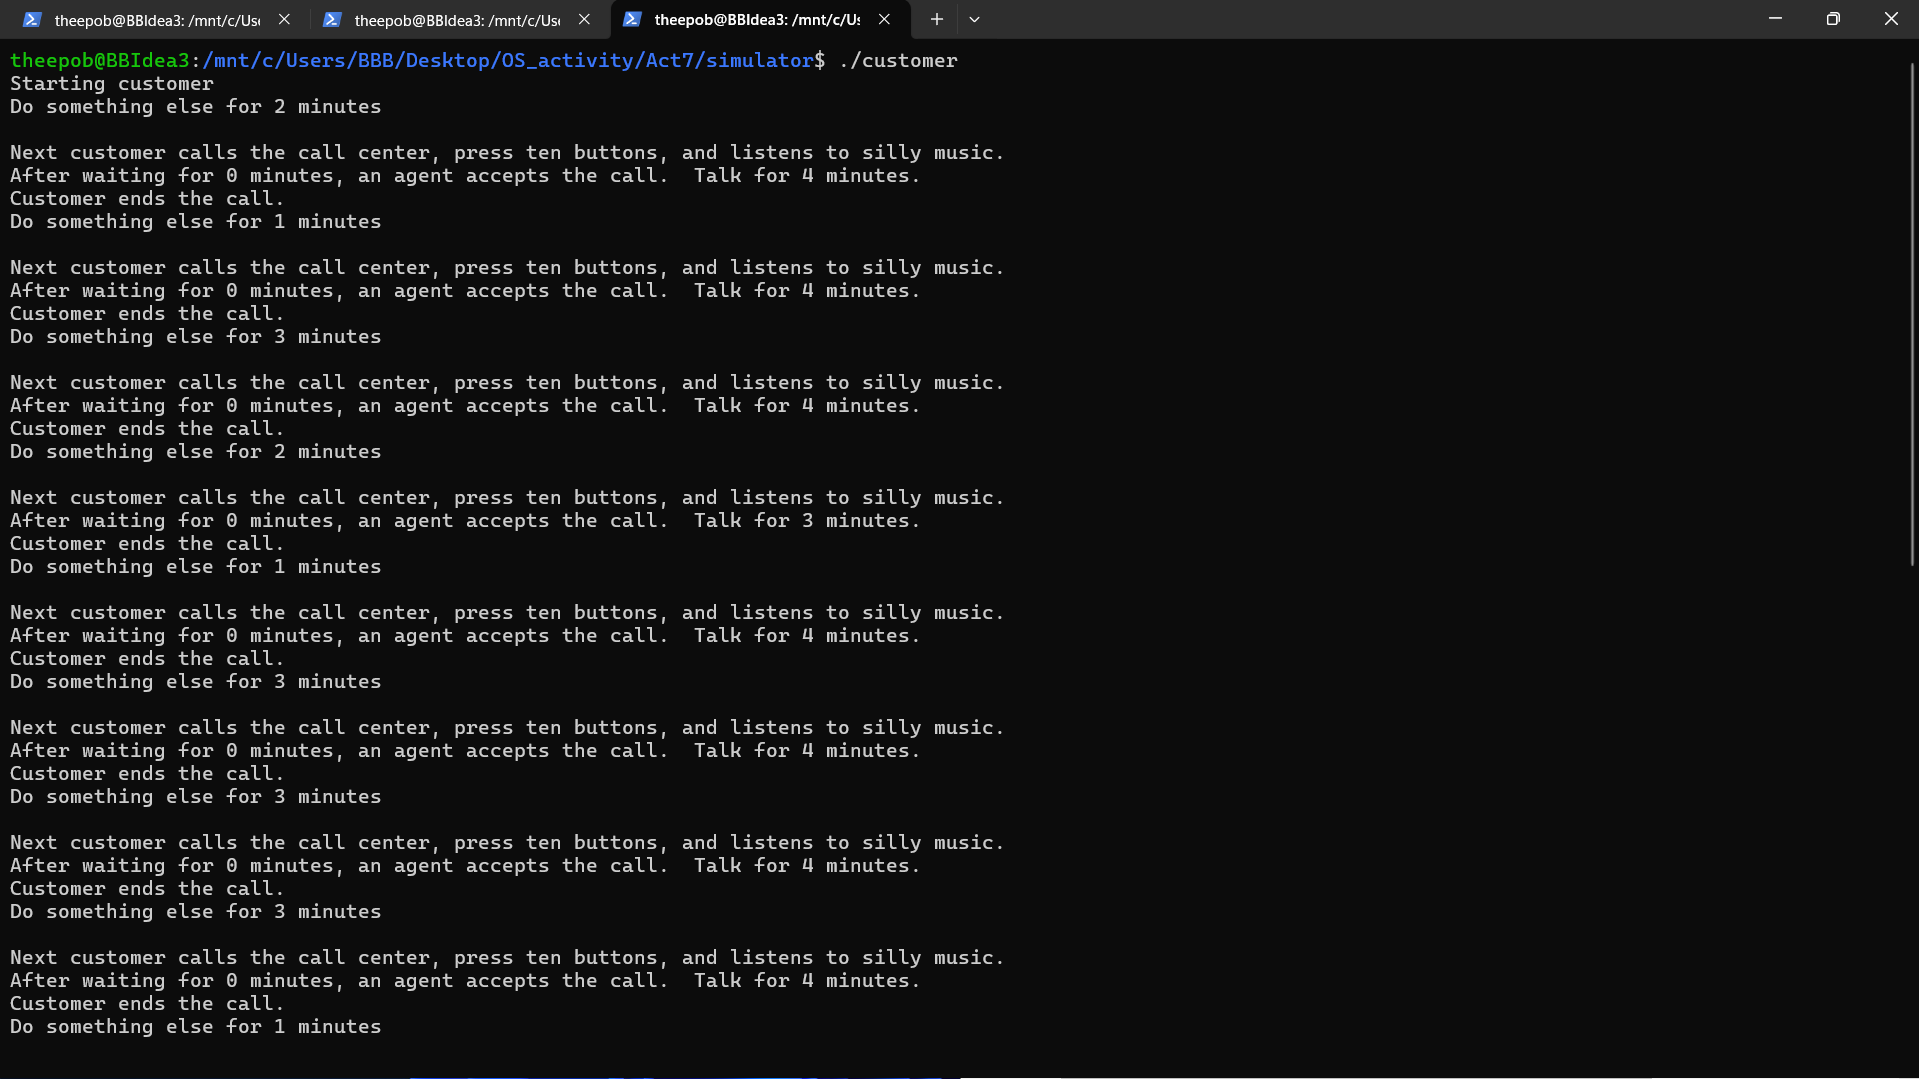 theepob@BBIdea3: /mnt/c/Use
theepob@BBIdea3: /mnt/c/Use
theepob@BBIdea3: /mnt/c/Us
theepob@BBIdea3:/mnt/c/Users/BBB/Desktop/OS_activity/Act7/simulator$ ./customer
Starting customer
Do something else for 2 minutes

Next customer calls the call center, press ten buttons, and listens to silly music.
After waiting for 0 minutes, an agent accepts the call.  Talk for 4 minutes.
Customer ends the call.
Do something else for 1 minutes

Next customer calls the call center, press ten buttons, and listens to silly music.
After waiting for 0 minutes, an agent accepts the call.  Talk for 4 minutes.
Customer ends the call.
Do something else for 3 minutes

Next customer calls the call center, press ten buttons, and listens to silly music.
After waiting for 0 minutes, an agent accepts the call.  Talk for 4 minutes.
Customer ends the call.
Do something else for 2 minutes

Next customer calls the call center, press ten buttons, and listens to silly music.
After waiting for 0 minutes, an agent accepts the call.  Talk for 3 minutes.
Customer ends the call.
Do something else for 1 minutes

Next customer calls the call center, press ten buttons, and listens to silly music.
After waiting for 0 minutes, an agent accepts the call.  Talk for 4 minutes.
Customer ends the call.
Do something else for 3 minutes

Next customer calls the call center, press ten buttons, and listens to silly music.
After waiting for 0 minutes, an agent accepts the call.  Talk for 4 minutes.
Customer ends the call.
Do something else for 3 minutes

Next customer calls the call center, press ten buttons, and listens to silly music.
After waiting for 0 minutes, an agent accepts the call.  Talk for 4 minutes.
Customer ends the call.
Do something else for 3 minutes

Next customer calls the call center, press ten buttons, and listens to silly music.
After waiting for 0 minutes, an agent accepts the call.  Talk for 4 minutes.
Customer ends the call.
Do something else for 1 minutes